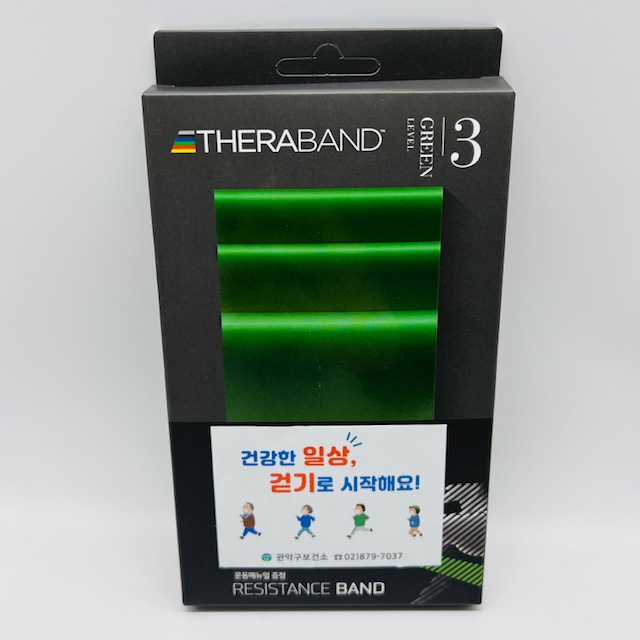 THERABAND™
GREEN
LEVEL
3
건강한 일상,
걷기로 시작해요!
관악구보건소 ☎02)879-7037
운동매뉴얼 증정
RESISTANCE BAND